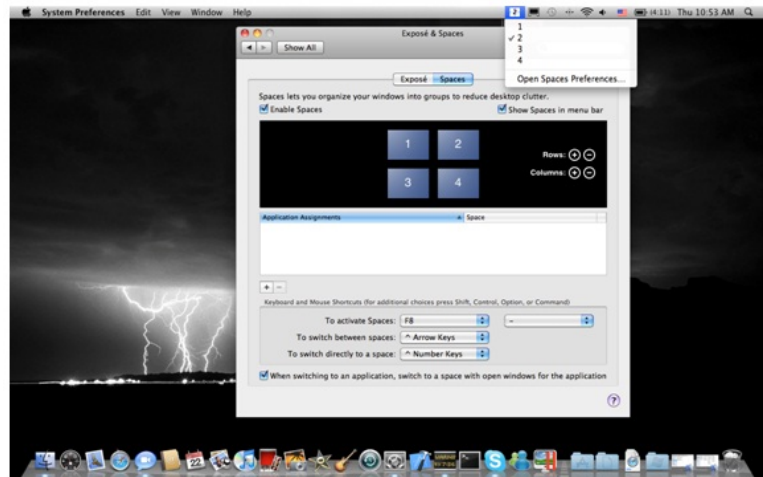 System Preferences Edit View Window Help
2 (4:11) Thu 10:53 AM
Exposé & Spaces
1
✓ 2
3
4
Open Spaces Preferences...
Show All
Exposé Spaces
Spaces lets you organize your windows into groups to reduce desktop clutter.
Enable Spaces
Show Spaces in menu bar
1 2
3 4
Rows:
Columns:
Application Assignments Space
+ -
Keyboard and Mouse Shortcuts (for additional choices press Shift, Control, Option, or Command)
To activate Spaces: F8 –
To switch between spaces: ^ Arrow Keys
To switch directly to a space: ^ Number Keys
When switching to an application, switch to a space with open windows for the application
?
22